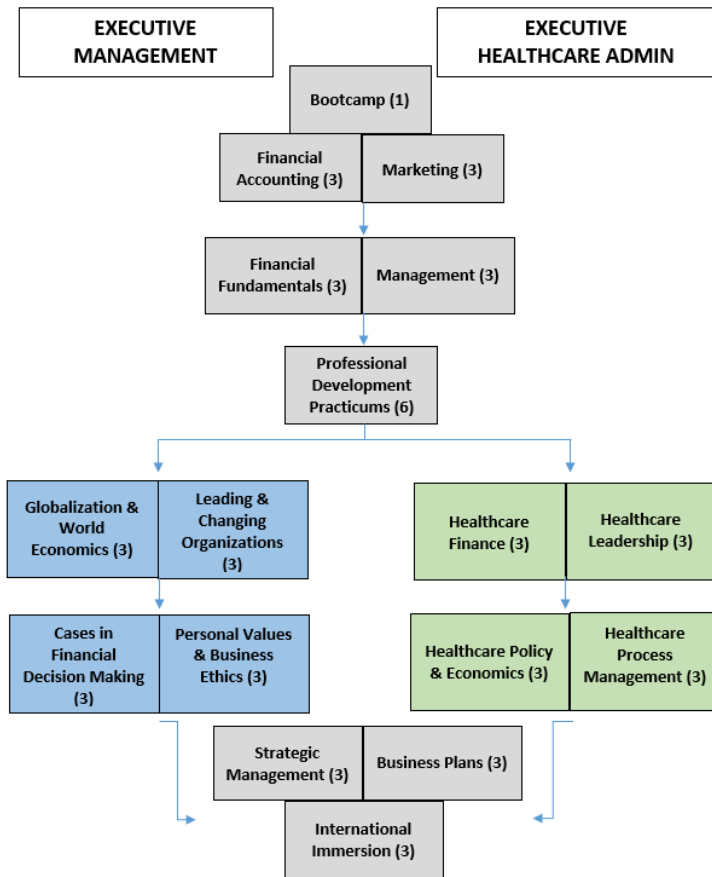 EXECUTIVE
MANAGEMENT
EXECUTIVE
HEALTHCARE ADMIN
Bootcamp (1)
Financial
Accounting (3)
Marketing (3)
Financial
Fundamentals (3)
Management (3)
Professional
Development
Practicums (6)
Globalization &
World
Economics (3)
Leading &
Changing
Organizations
(3)
Healthcare
Finance (3)
Healthcare
Leadership (3)
Cases in
Financial
Decision Making
(3)
Personal Values
& Business
Ethics (3)
Healthcare Policy
& Economics (3)
Healthcare
Process
Management (3)
Strategic
Management (3)
Business Plans (3)
International
Immersion (3)